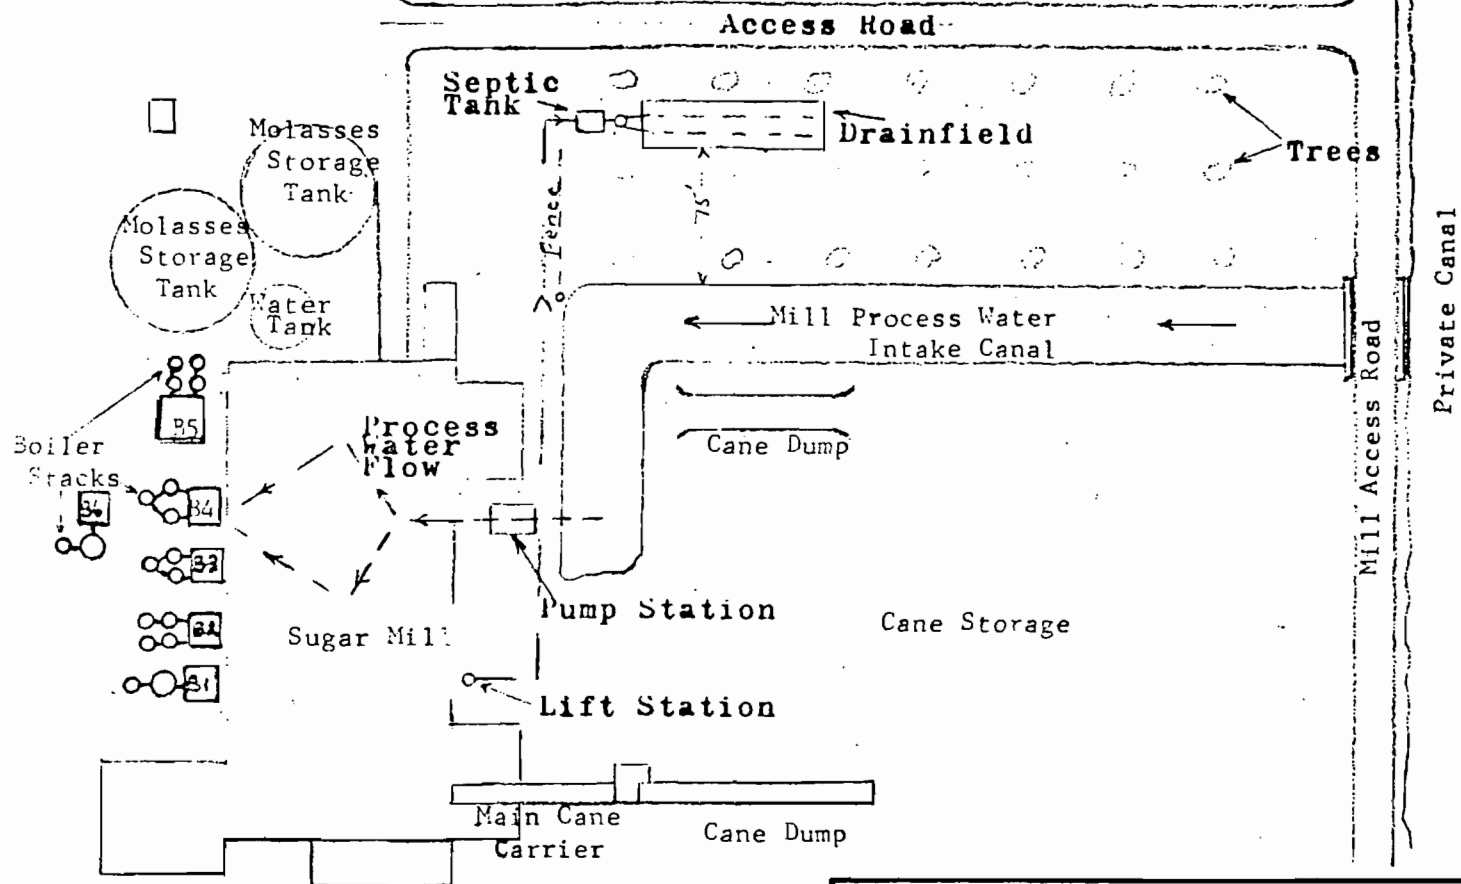 Access Road
Septic
Tank
Drainfield
Trees
Molasses
Storage
Tank
Molasses
Storage
Tank
Water
Tank
Fence
75'
Mill Process Water
Intake Canal
Private Canal
Mill Access Road
Cane Dump
Process
Water
Flow
Boiler
Stacks
B5
B4
B6
B3
B2
B1
Pump Station
Sugar Mill
Cane Storage
Lift Station
Main Cane
Carrier
Cane Dump